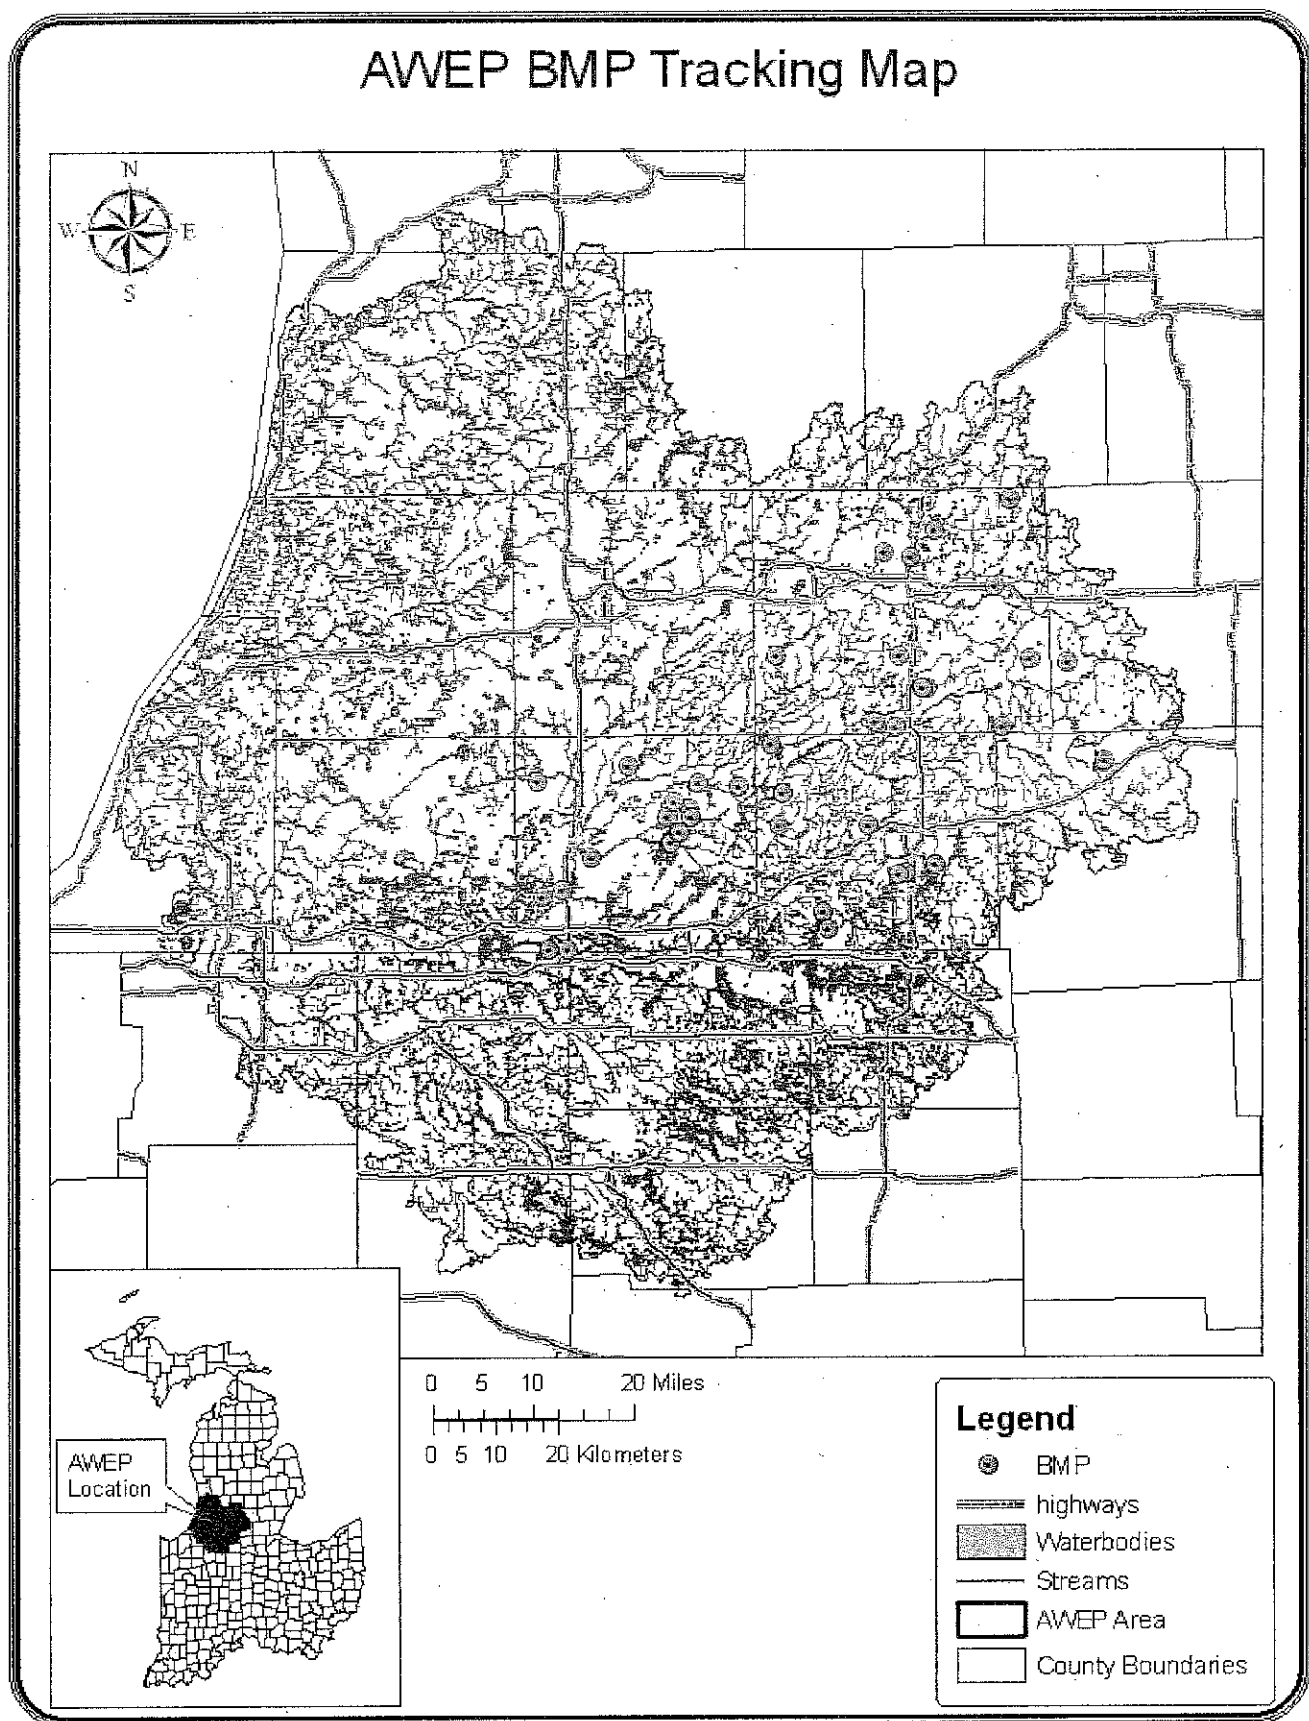 AWEP BMP Tracking Map
N
W E
S
0 5 10 20 Miles
0 5 10 20 Kilometers
AWEP
Location
Legend
BMP
highways
Waterbodies
Streams
AWEP Area
County Boundaries